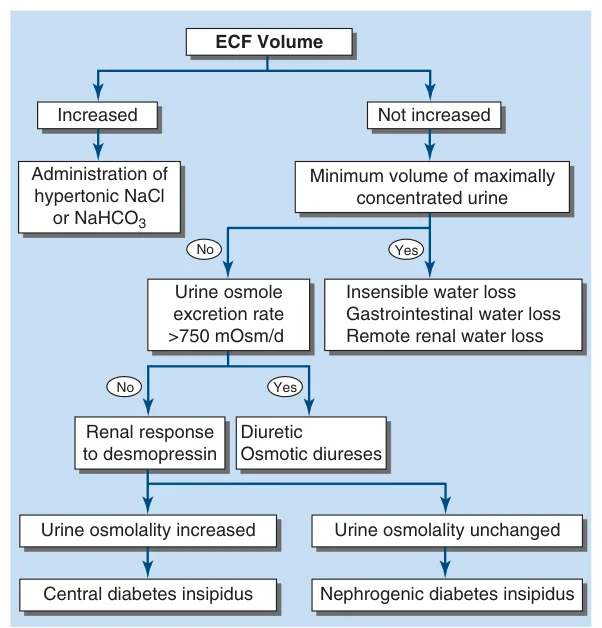 ECF Volume
Increased
Not increased
Administration of
hypertonic NaCl
or NaHCO3
Minimum volume of maximally
concentrated urine
No
Yes
Urine osmole
excretion rate
>750 mOsm/d
Insensible water loss
Gastrointestinal water loss
Remote renal water loss
No
Yes
Renal response
to desmopressin
Diuretic
Osmotic diureses
Urine osmolality increased
Urine osmolality unchanged
Central diabetes insipidus
Nephrogenic diabetes insipidus